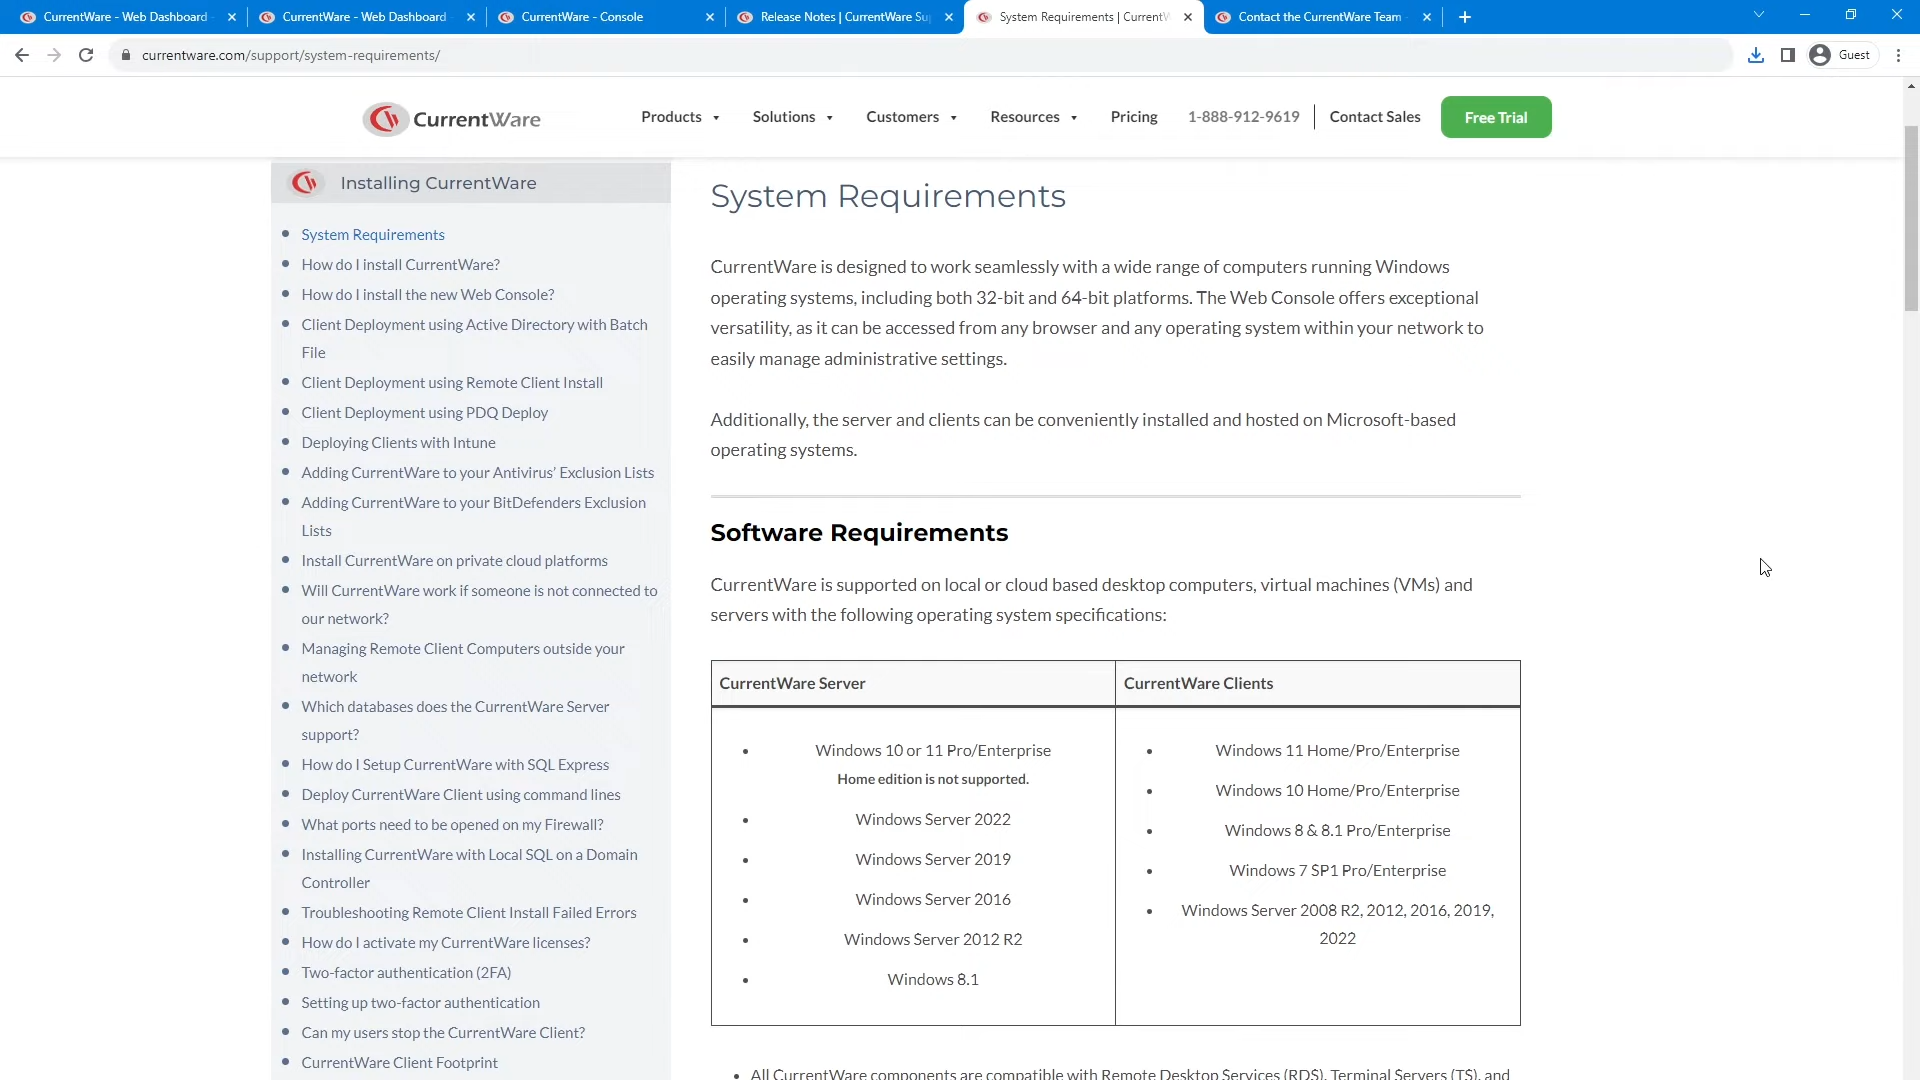 CurrentWare - Web Dashboard
CurrentWare - Web Dashboard
CurrentWare - Console
Release Notes | CurrentWare Su
System Requirements | CurrentW
Contact the CurrentWare Team
currentware.com/support/system-requirements/
Guest
CurrentWare
Products
Solutions
Customers
Resources
Pricing
1-888-912-9619
Contact Sales
Free Trial
Installing CurrentWare
System Requirements
How do I install CurrentWare?
How do I install the new Web Console?
Client Deployment using Active Directory with Batch
File
Client Deployment using Remote Client Install
Client Deployment using PDQ Deploy
Deploying Clients with Intune
Adding CurrentWare to your Antivirus’ Exclusion Lists
Adding CurrentWare to your BitDefenders Exclusion
Lists
Install CurrentWare on private cloud platforms
Will CurrentWare work if someone is not connected to
our network?
Managing Remote Client Computers outside your
network
Which databases does the CurrentWare Server
support?
How do I Setup CurrentWare with SQL Express
Deploy CurrentWare Client using command lines
What ports need to be opened on my Firewall?
Installing CurrentWare with Local SQL on a Domain
Controller
Troubleshooting Remote Client Install Failed Errors
How do I activate my CurrentWare licenses?
Two-factor authentication (2FA)
Setting up two-factor authentication
Can my users stop the CurrentWare Client?
CurrentWare Client Footprint
System Requirements
CurrentWare is designed to work seamlessly with a wide range of computers running Windows
operating systems, including both 32-bit and 64-bit platforms. The Web Console offers exceptional
versatility, as it can be accessed from any browser and any operating system within your network to
easily manage administrative settings.
Additionally, the server and clients can be conveniently installed and hosted on Microsoft-based
operating systems.
Software Requirements
CurrentWare is supported on local or cloud based desktop computers, virtual machines (VMs) and
servers with the following operating system specifications:
CurrentWare Server
Windows 10 or 11 Pro/Enterprise
Home edition is not supported.
Windows Server 2022
Windows Server 2019
Windows Server 2016
Windows Server 2012 R2
Windows 8.1
CurrentWare Clients
Windows 11 Home/Pro/Enterprise
Windows 10 Home/Pro/Enterprise
Windows 8 & 8.1 Pro/Enterprise
Windows 7 SP1 Pro/Enterprise
Windows Server 2008 R2, 2012, 2016, 2019,
2022
All CurrentWare components are compatible with Remote Desktop Services (RDS), Terminal Servers (TS), and